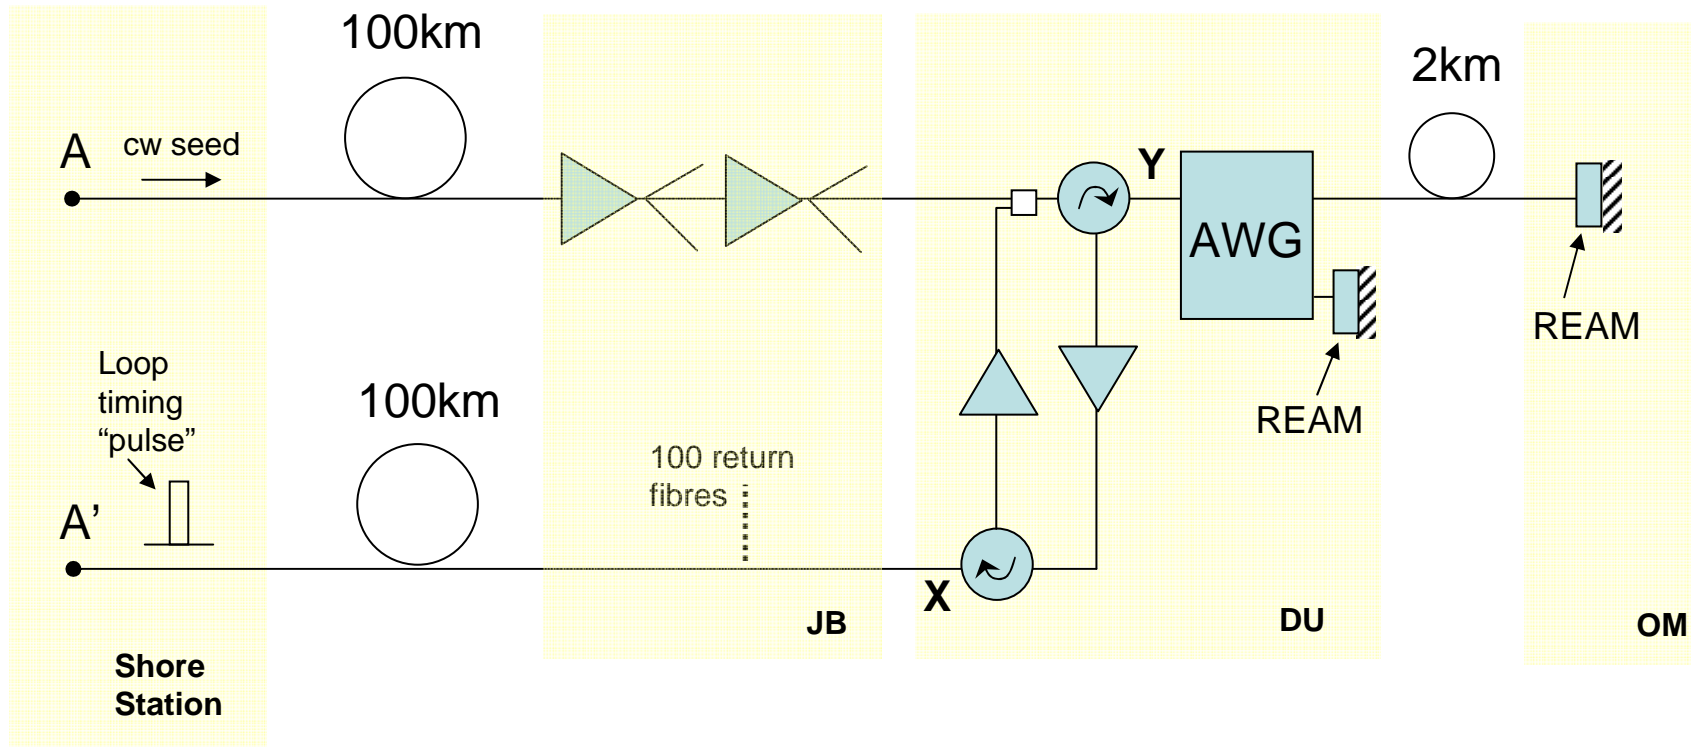 100km
2km
A
cw seed
Y
AWG
REAM
REAM
Loop
timing
“pulse”
100km
100 return
fibres
A’
X
JB
DU
OM
Shore
Station